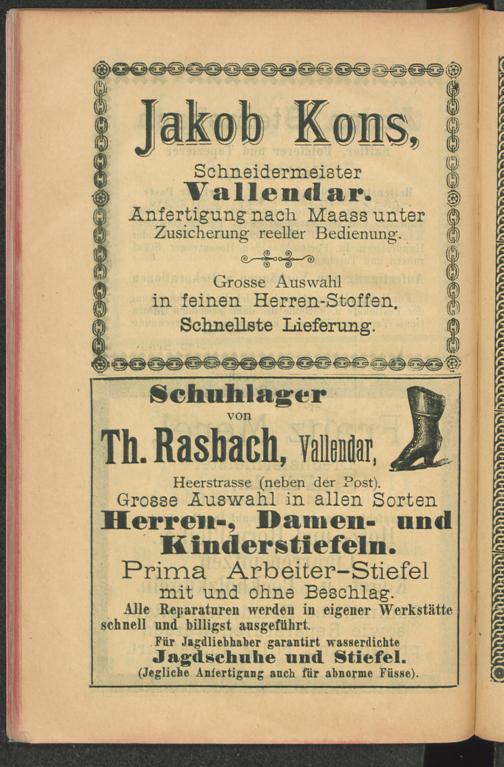 Jakob Kons,
Schneidermeister
Vallendar.
Anfertigung nach Maass unter
Zusicherung reeller Bedienung.
Grosse Auswahl
in feinen Herren-Stoffen.
Schnellste Lieferung.
Schuhlager
von
Th. Rasbach, Vallendar,
Heerstrasse (neben der Post).
Grosse Auswahl in allen Sorten
Herren-, Damen- und
Kinderstiefeln.
Prima Arbeiter-Stiefel
mit und ohne Beschlag.
Alle Reparaturen werden in eigener Werkstätte
schnell und billigst ausgeführt.
Für Jagdliebhaber garantirt wasserdichte
Jagdschuhe und Stiefel.
(Jegliche Anfertigung auch für abnorme Füsse).